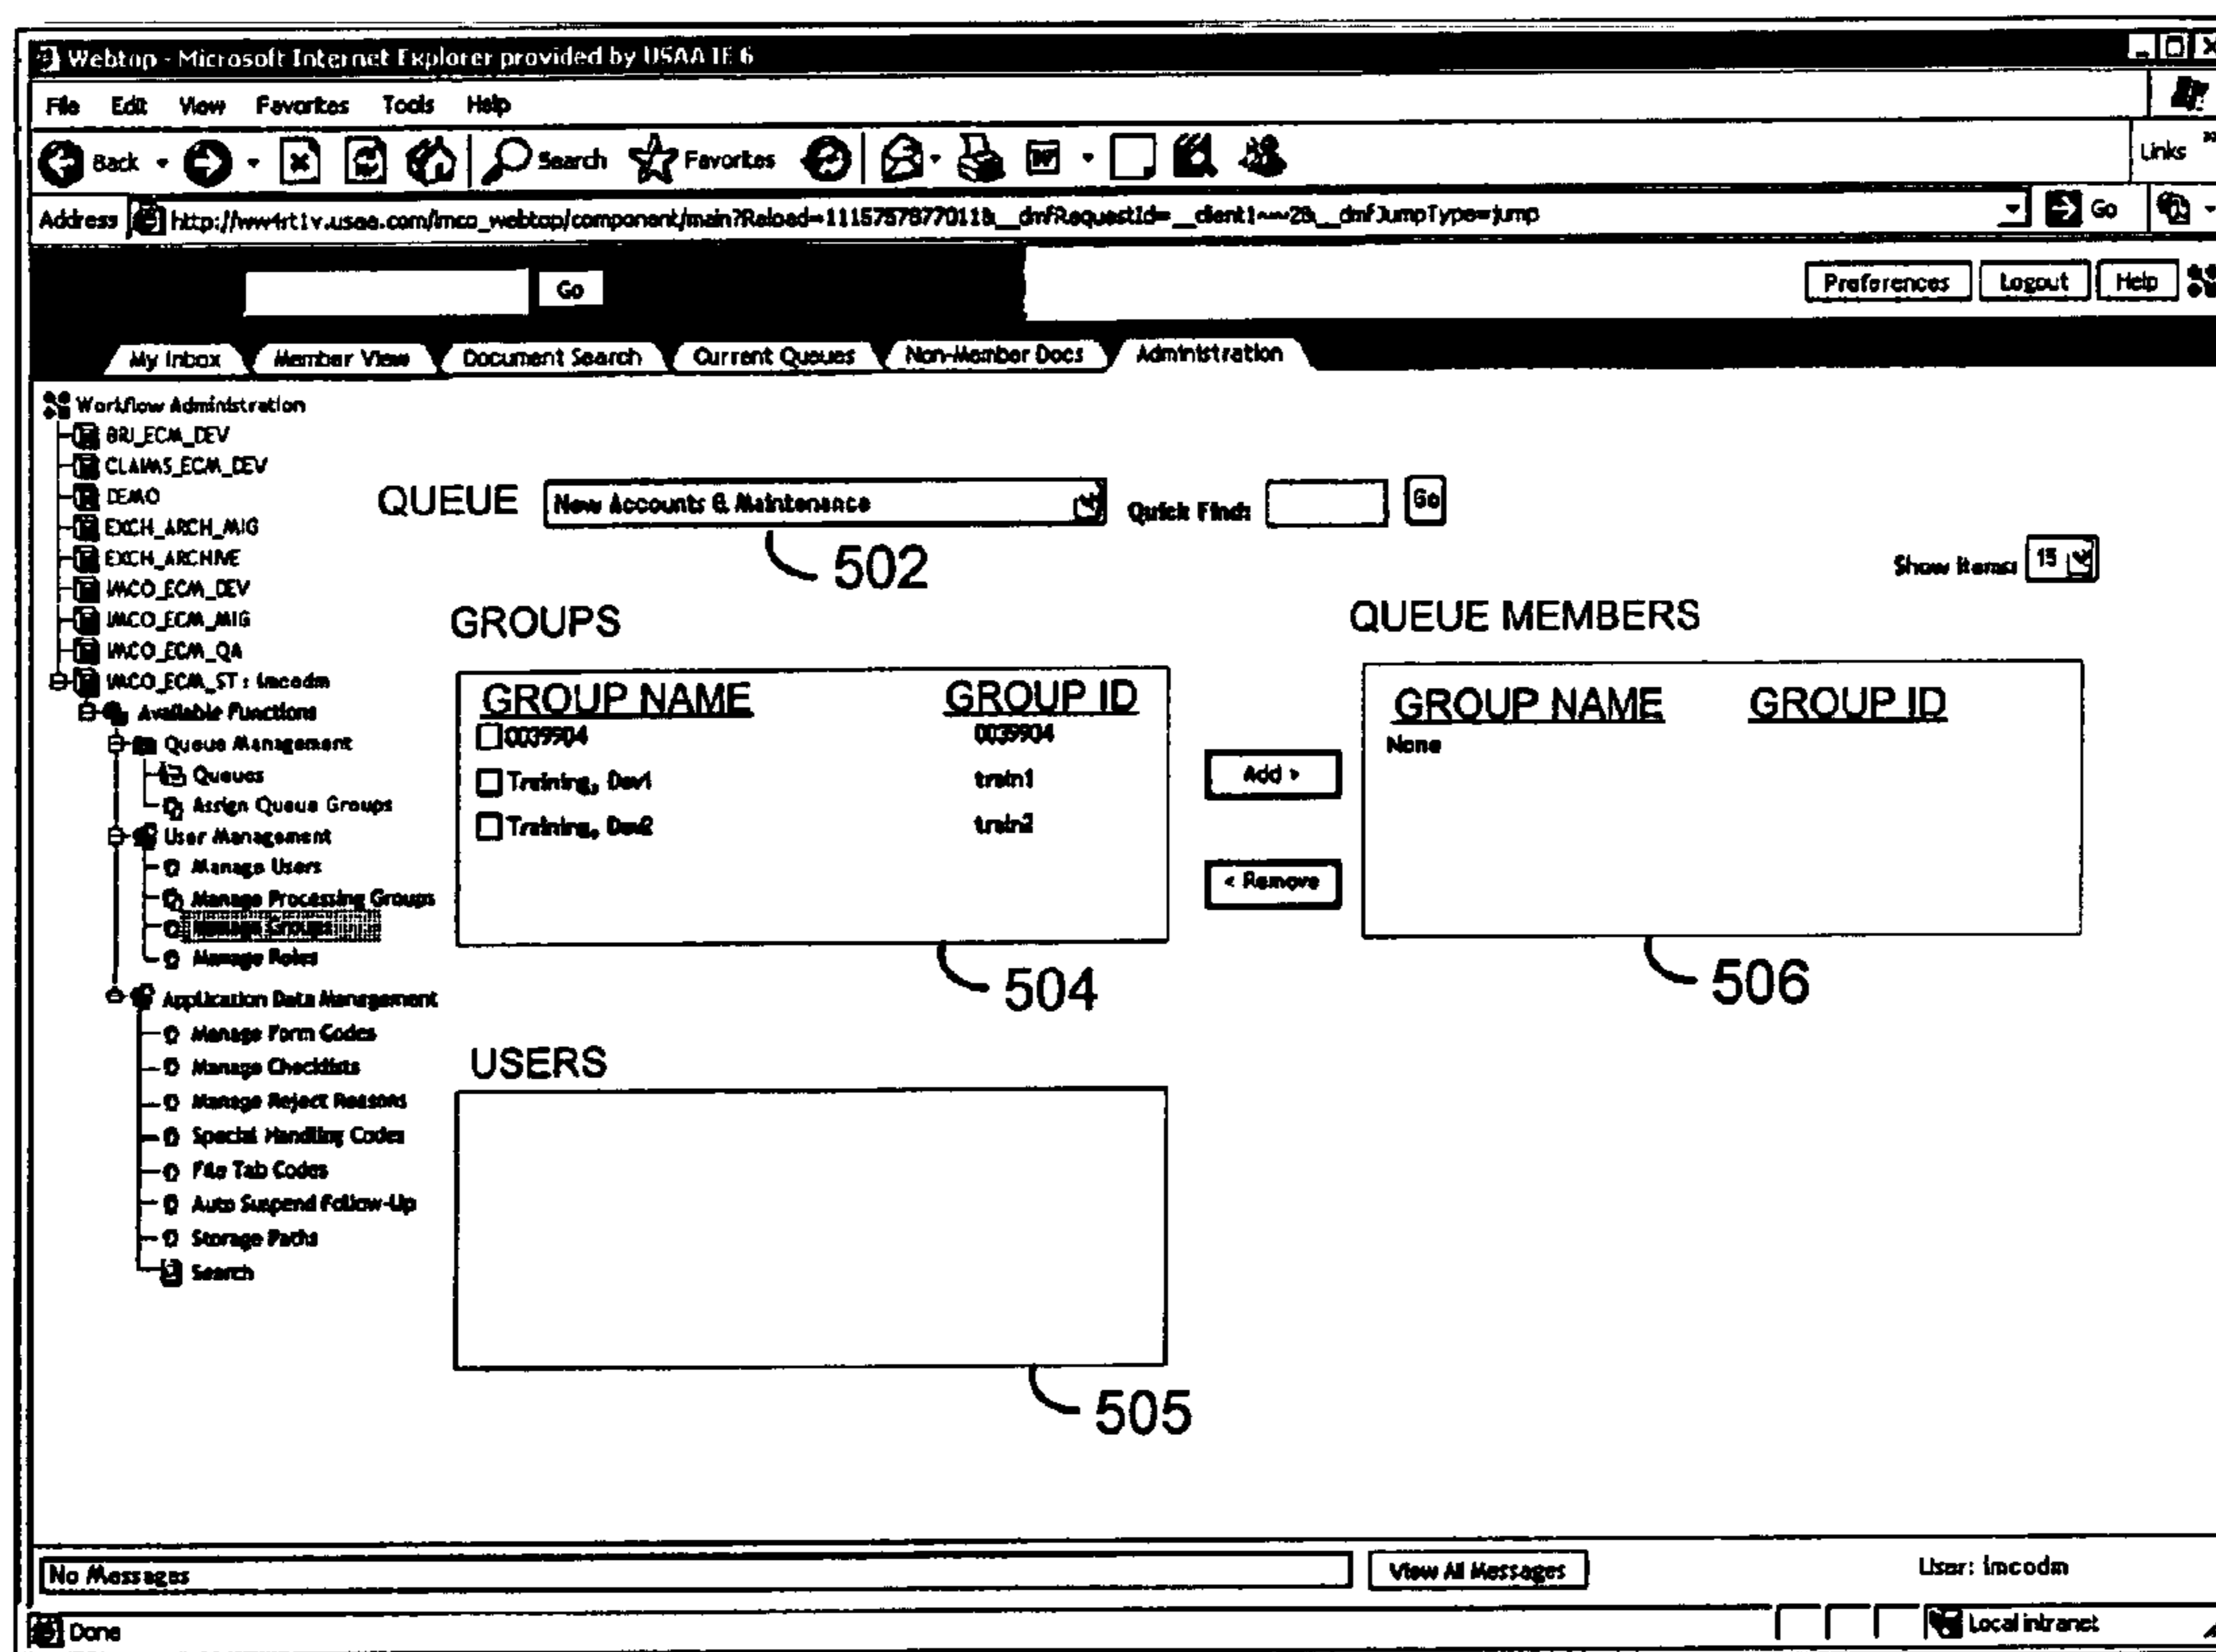 Webtop - Microsoft Internet Explorer provided by USAA IE 6
File Edit View Favorites Tools Help
Back Search Favorites Links »
Address http://ww4rt1v.usaa.com/imco_webtop/component/main?Reload=1115757877011&__dmfRequestId=__client1~~2&__dmfJumpType=jump Go
Go Preferences Logout Help
My Inbox Member View Document Search Current Queues Non-Member Docs Administration
Workflow Administration
BRJ_ECM_DEV
CLAIMS_ECM_DEV
DEMO
EXCH_ARCH_MIG
EXCH_ARCHIVE
IMCO_ECM_DEV
IMCO_ECM_MIG
IMCO_ECM_QA
IMCO_ECM_ST : imcodm
Available Functions
Queue Management
Queues
Assign Queue Groups
User Management
Manage Users
Manage Processing Groups
Manage Groups
Manage Roles
Application Data Management
Manage Form Codes
Manage Checklists
Manage Reject Reasons
Special Handling Codes
File Tab Codes
Auto Suspend Follow-Up
Storage Paths
Search
QUEUE New Accounts & Maintenance Quick Find: Go
502
Show Items: 15
GROUPS
GROUP NAME GROUP ID
0039904 0039904
Training, Dev1 train1
Training, Dev2 train2
504
Add >
< Remove
QUEUE MEMBERS
GROUP NAME GROUP ID
None
506
USERS
505
No Messages View All Messages User: imcodm
Done Local intranet